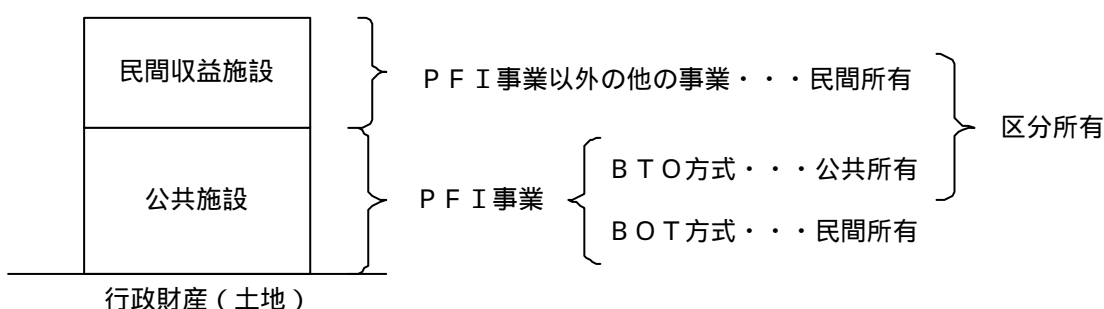 民間収益施設
ＰＦＩ事業以外の他の事業・・・民間所有
区分所有
公共施設
ＰＦＩ事業
ＢＴＯ方式・・・公共所有
ＢＯＴ方式・・・民間所有
行政財産（土地）